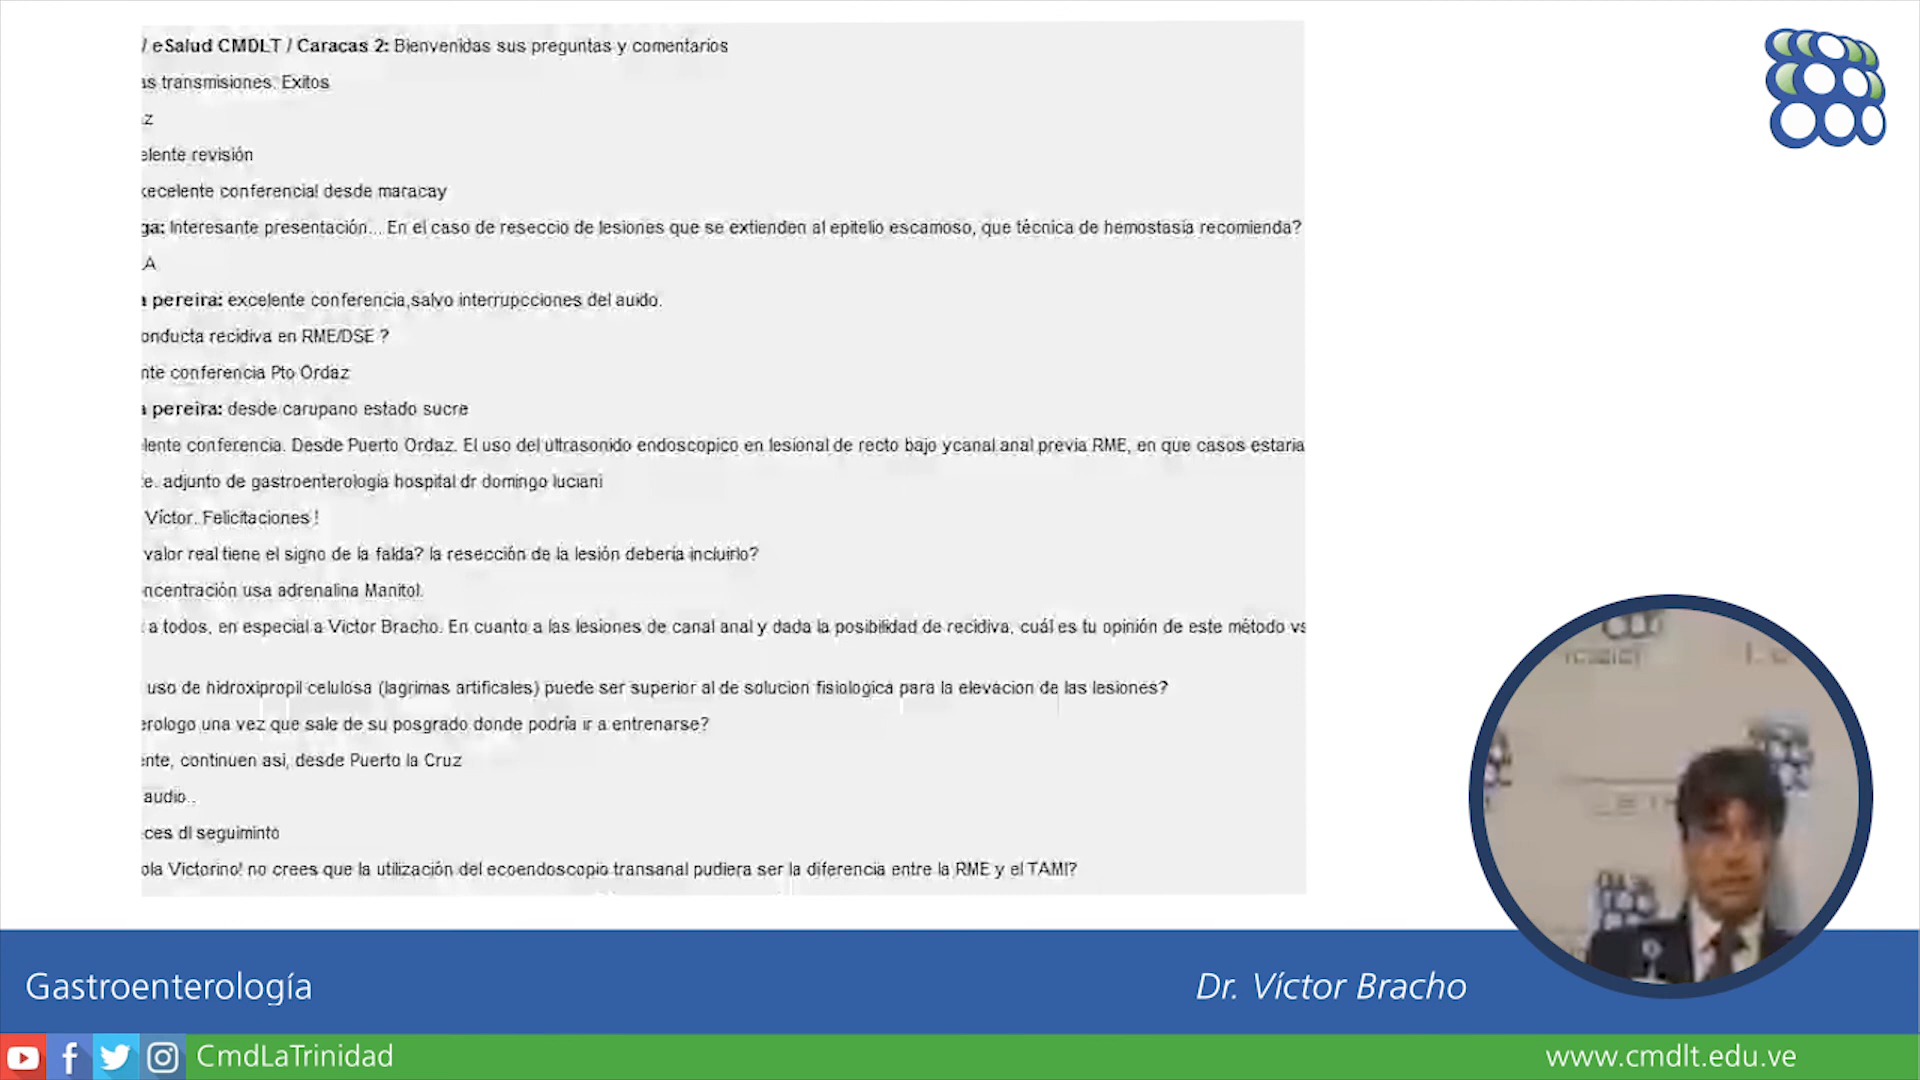 / eSalud CMDLT / Caracas 2: Bienvenidas sus preguntas y comentarios
as transmisiones. Exitos
z
elente revisión
xecelente conferencia! desde maracay
ga: Interesante presentación... En el caso de reseccio de lesiones que se extienden al epitelio escamoso, que técnica de hemostasia recomienda?
A
a pereira: excelente conferencia,salvo interrupcciones del auido.
onducta recidiva en RME/DSE ?
nte conferencia Pto Ordaz
a pereira: desde carupano estado sucre
lente conferencia. Desde Puerto Ordaz. El uso del ultrasonido endoscopico en lesional de recto bajo ycanal anal previa RME, en que casos estaria
e. adjunto de gastroenterologia hospital dr domingo luciani
Víctor. Felicitaciones !
valor real tiene el signo de la falda? la resección de la lesión debería incluirlo?
ncentración usa adrenalina Manitol.
a todos, en especial a Victor Bracho. En cuanto a las lesiones de canal anal y dada la posibilidad de recidiva, cuál es tu opinión de este método vs
uso de hidroxipropil celulosa (lagrimas artificales) puede ser superior al de solucion fisiologica para la elevacion de las lesiones?
erologo una vez que sale de su posgrado donde podría ir a entrenarse?
ente, continuen asi, desde Puerto la Cruz
audio..
ces dl seguiminto
ola Victorino! no crees que la utilización del ecoendoscopio transanal pudiera ser la diferencia entre la RME y el TAMI?
Gastroenterología
Dr. Víctor Bracho
CmdLaTrinidad
www.cmdlt.edu.ve